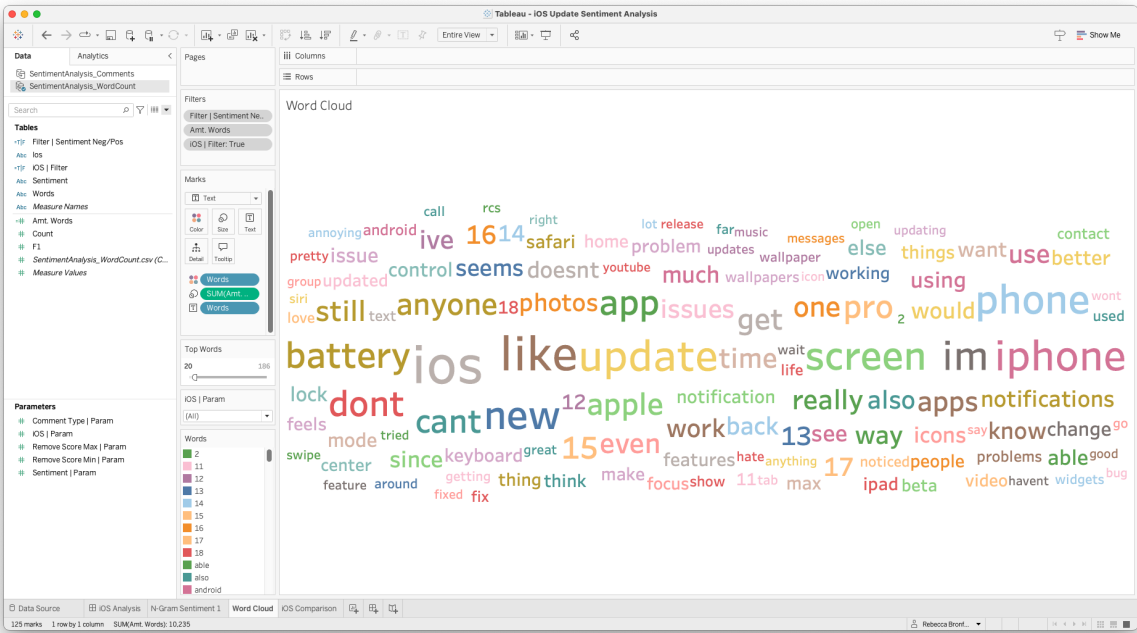 Tableau - iOS Update Sentiment Analysis
Entire View
Show Me
Data
Analytics
SentimentAnalysis_Comments
SentimentAnalysis_WordCount
Search
Tables
Filter | Sentiment Neg/Pos
Ios
iOS | Filter
Sentiment
Words
Measure Names
Amt. Words
Count
F1
SentimentAnalysis_WordCount.csv (C...
Measure Values
Parameters
Comment Type | Param
iOS | Param
Remove Score Max | Param
Remove Score Min | Param
Sentiment | Param
Pages
Filters
Filter | Sentiment Ne..
Amt. Words
iOS | Filter: True
Marks
Text
Color
Size
Text
Detail
Tooltip
Words
SUM(Amt. ...
Words
Top Words
20
186
iOS | Param
(All)
Words
2
11
12
13
14
15
16
17
18
able
also
android
Columns
Rows
Word Cloud
call rcs right
annoying android ive 16 14 safari home lot release far music messages open updating contact
pretty issue control seems doesnt youtube problem updates wallpaper else things want use better
group updated much wallpapers icon working using
siri love still text anyone 18 photos app issues get one pro 2 would phone wont used
battery ios like update time wait life screen im iphone
lock dont cant new 12 apple notification really also apps notifications
feels mode tried 15 even work back 13 see way icons say know change go
swipe center since keyboard great features hate anything 17 noticed people problems able good
feature around getting thing think make focus show 11 tab max ipad beta video havent widgets bug
fixed fix
Data Source
iOS Analysis
N-Gram Sentiment 1
Word Cloud
iOS Comparison
125 marks
1 row by 1 column
SUM(Amt. Words): 10,235
Rebecca Bronf...